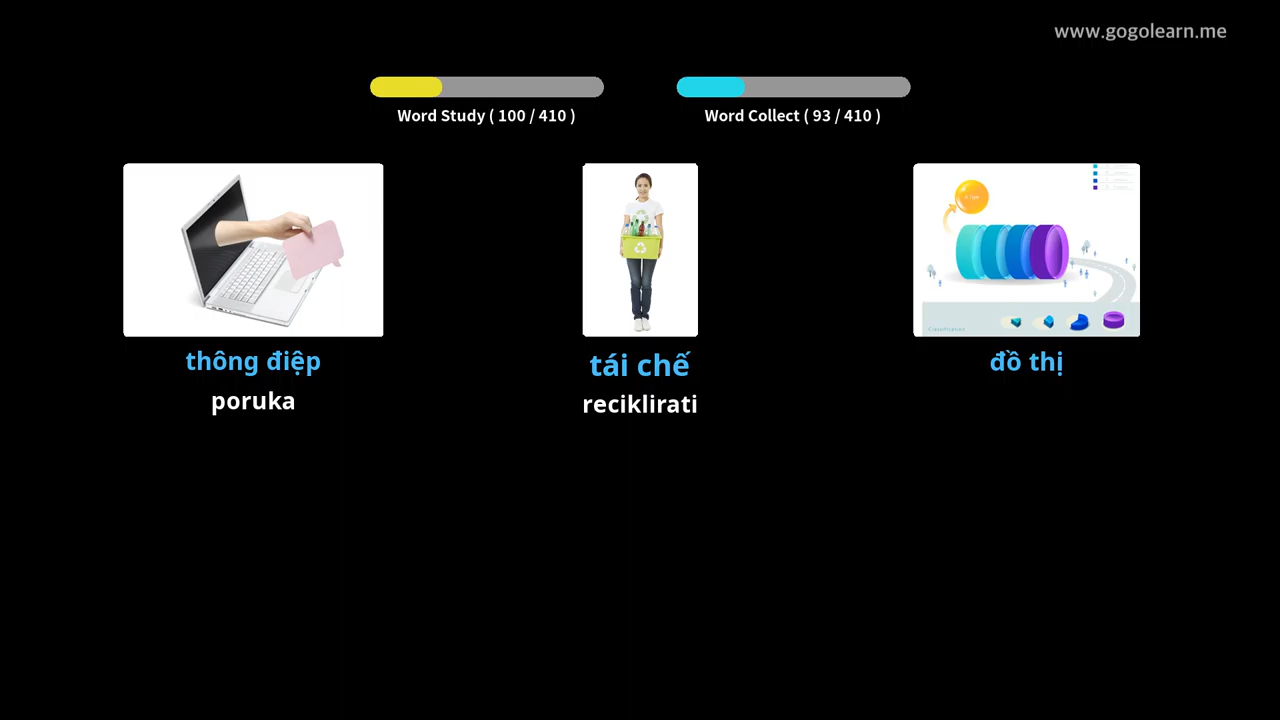 www.gogolearn.me
Word Study ( 100 / 410 )
Word Collect ( 93 / 410 )
thông điệp
tái chế
đồ thị
poruka
reciklirati